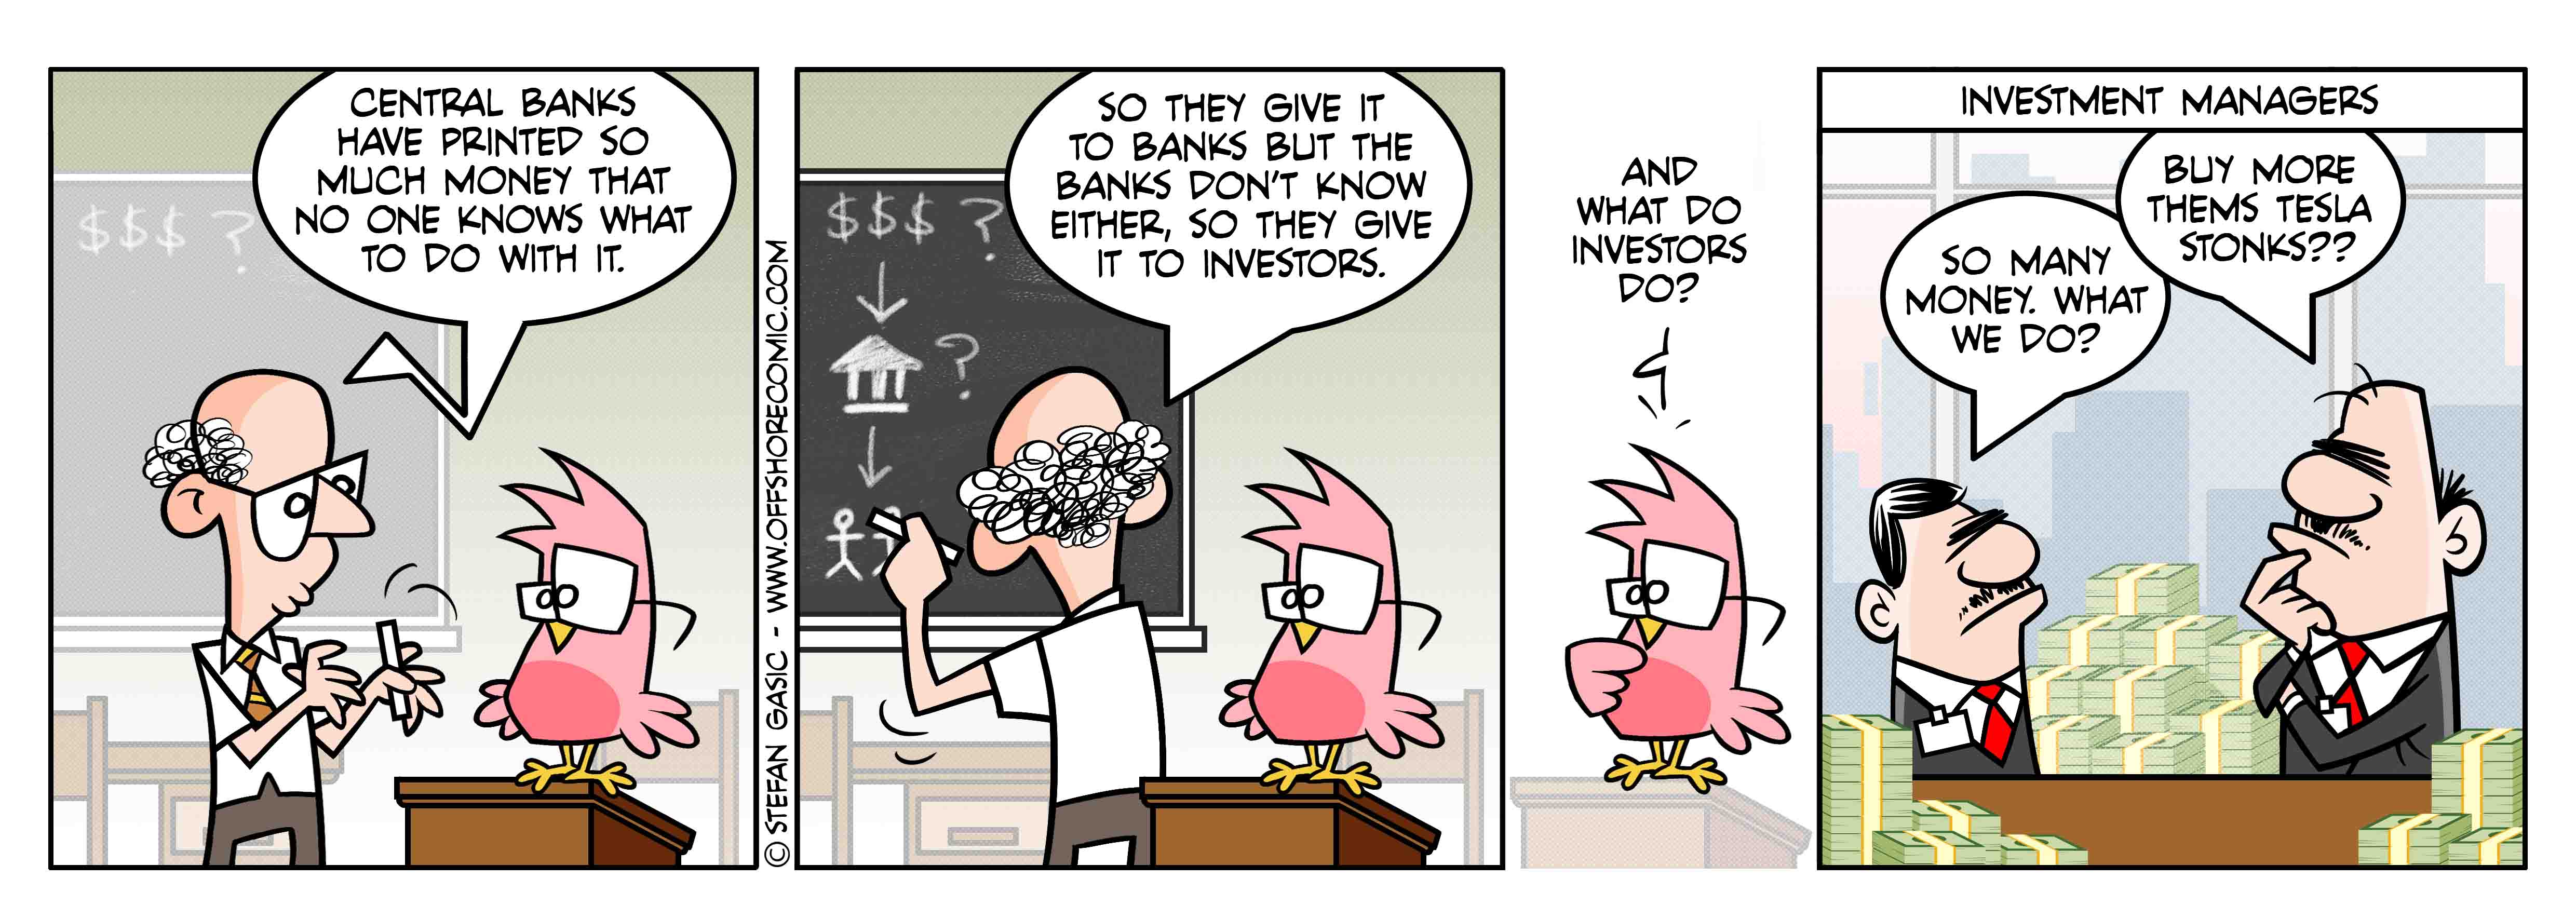 CENTRAL BANKS
HAVE PRINTED SO
MUCH MONEY THAT
NO ONE KNOWS WHAT
TO DO WITH IT.
$$$ ?
© STEFAN GASIC - WWW.OFFSHORECOMIC.COM
SO THEY GIVE IT
TO BANKS BUT THE
BANKS DON'T KNOW
EITHER, SO THEY GIVE
IT TO INVESTORS.
$$$ ?
?
AND
WHAT DO
INVESTORS
DO?
INVESTMENT MANAGERS
SO MANY
MONEY. WHAT
WE DO?
BUY MORE
THEMS TESLA
STONKS??